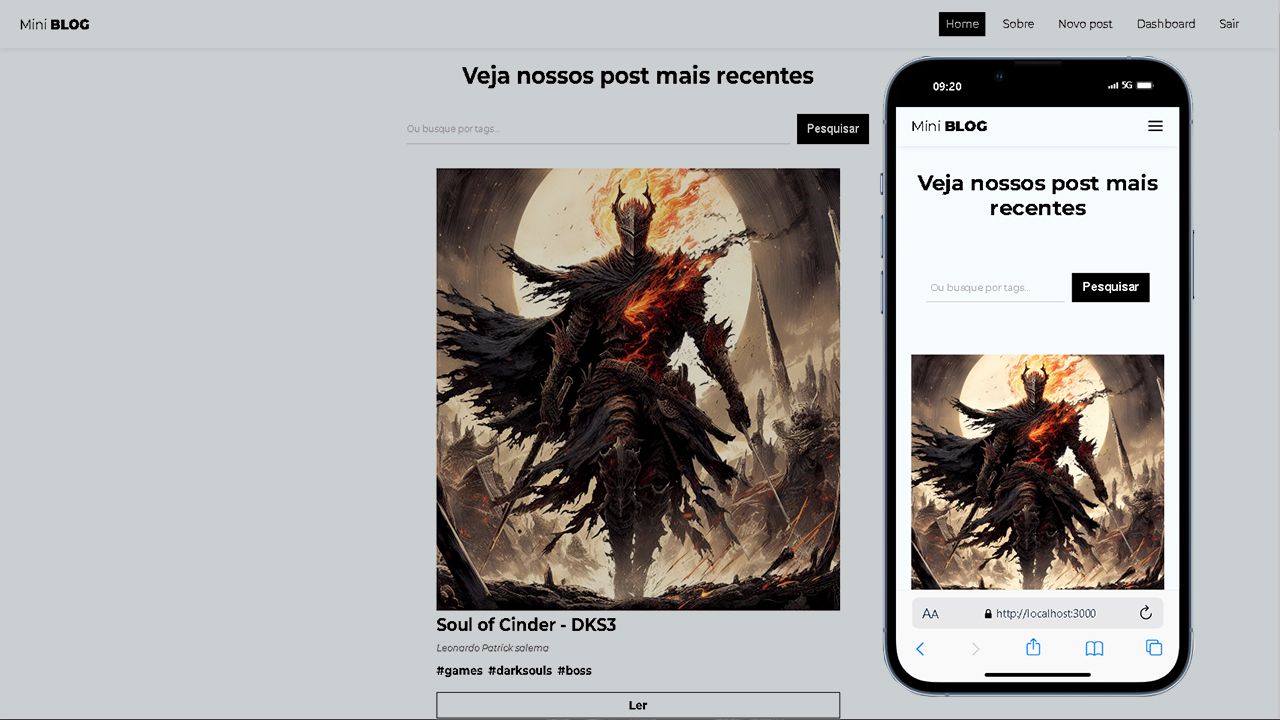 Mini BLOG
Home Sobre Novo post Dashboard Sair
Veja nossos post mais recentes
Ou busque por tags...
Pesquisar
Soul of Cinder - DKS3
Leonardo Patrick salema
#games #darksouls #boss
Ler
09:20
5G
Mini BLOG
Veja nossos post mais
recentes
Ou busque por tags...
Pesquisar
AA
http://localhost:3000